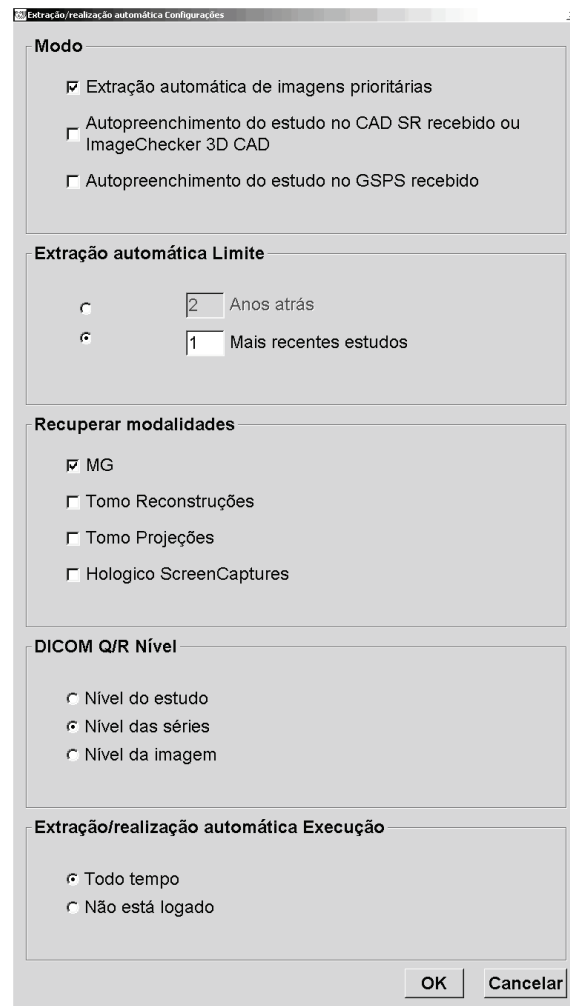 Extração/realização automática Configurações
Modo
Extração automática de imagens prioritárias
Autopreenchimento do estudo no CAD SR recebido ou
ImageChecker 3D CAD
Autopreenchimento do estudo no GSPS recebido
Extração automática Limite
2 Anos atrás
1 Mais recentes estudos
Recuperar modalidades
MG
Tomo Reconstruções
Tomo Projeções
Hologico ScreenCaptures
DICOM Q/R Nível
Nível do estudo
Nível das séries
Nível da imagem
Extração/realização automática Execução
Todo tempo
Não está logado
OK Cancelar